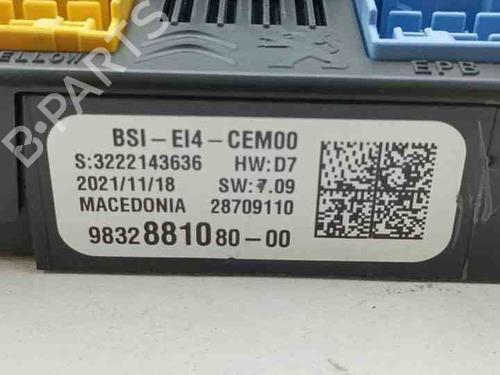 YELLOW
EPB
BSI-EI4-CEM00
S:3222143636 HW:D7
2021/11/18 SW:7.09
MACEDONIA 28709110
9832881080-00
B-PARTS